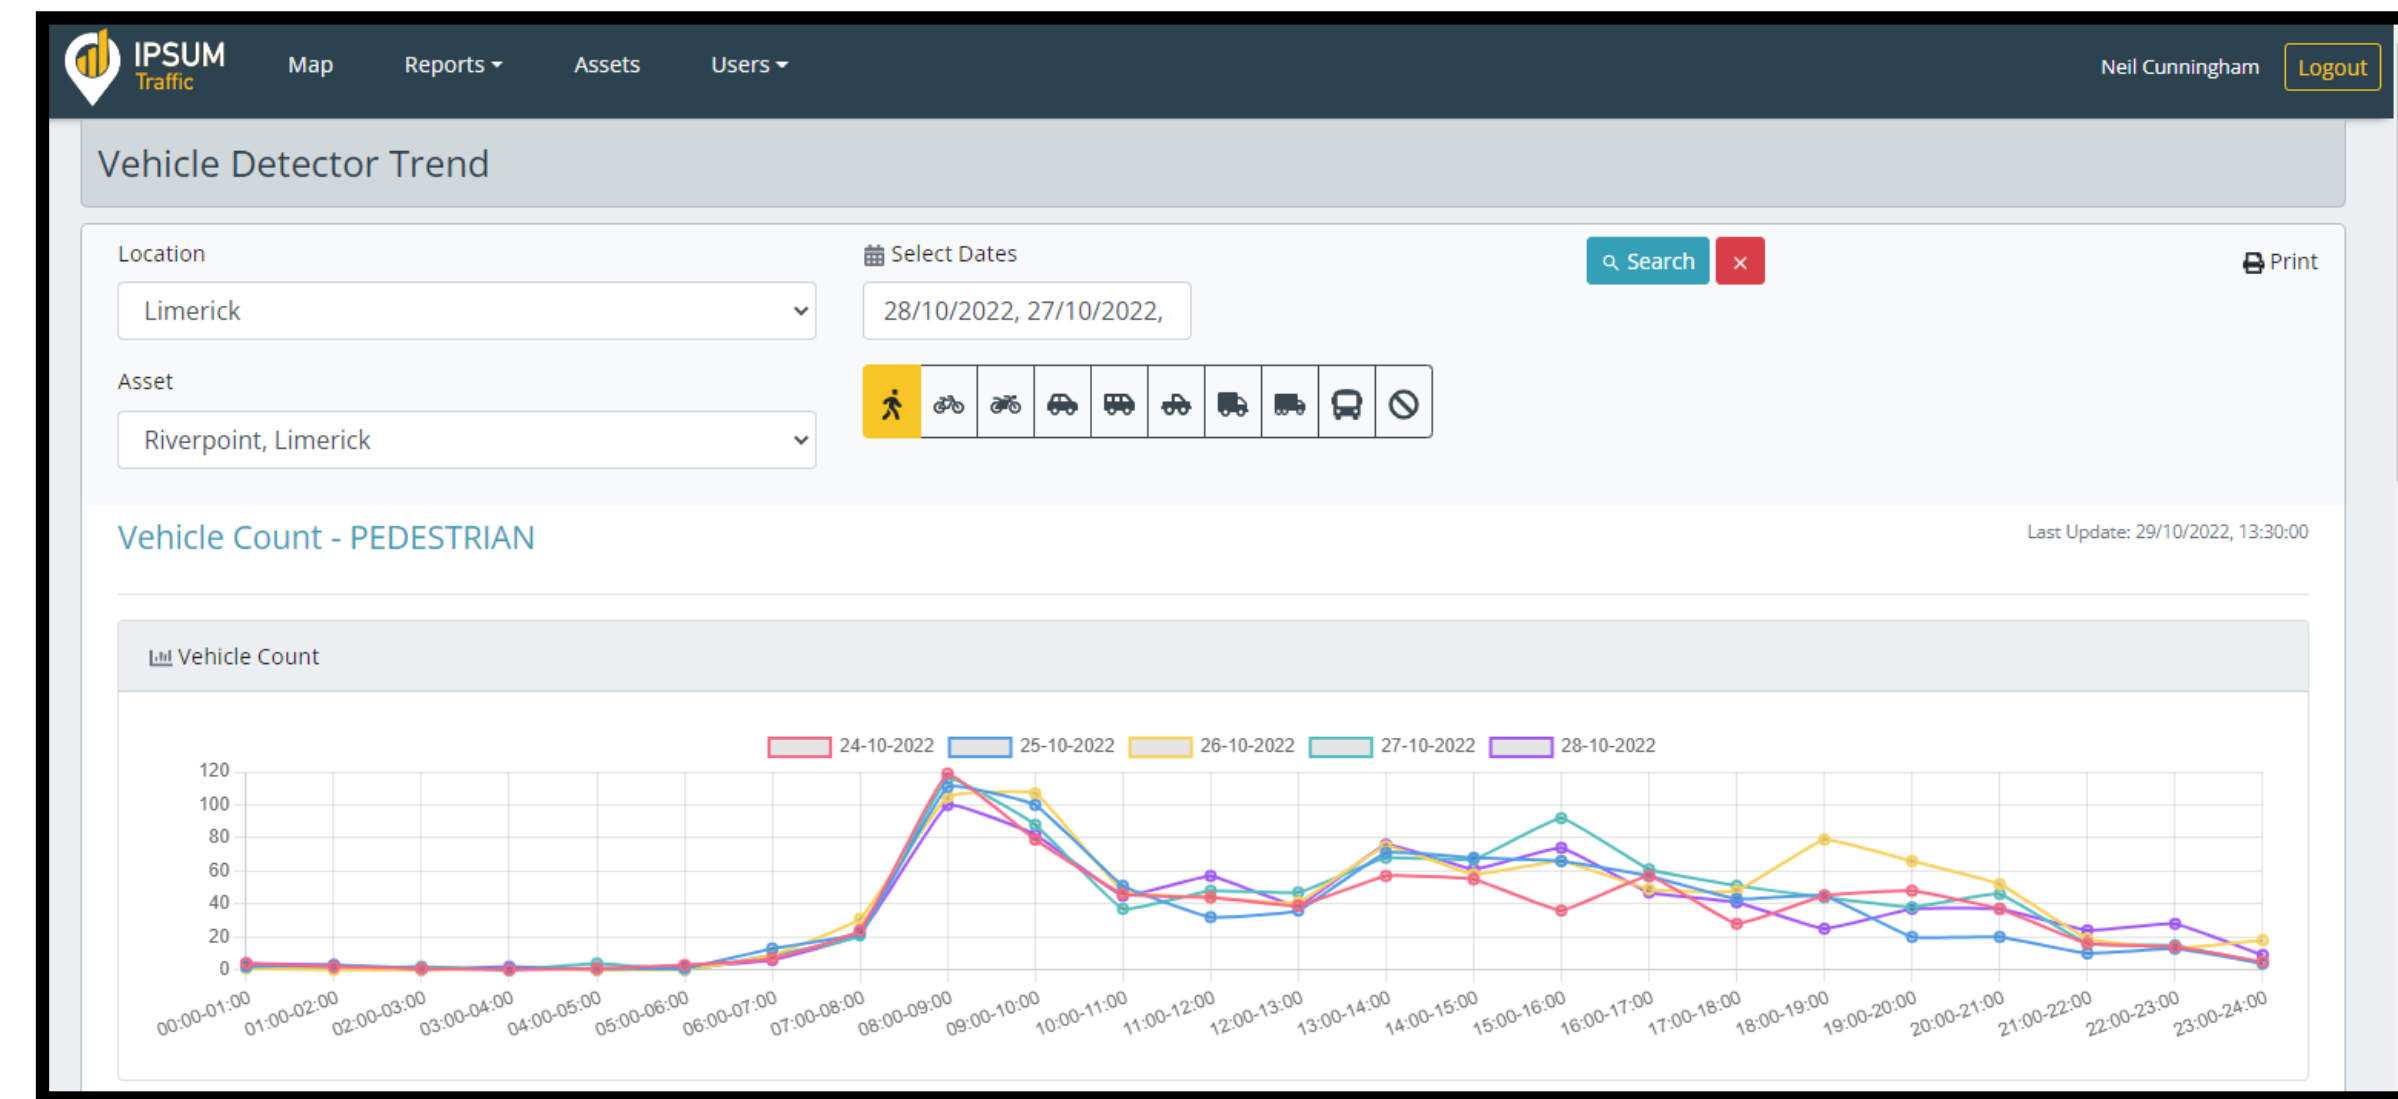 IPSUM
Traffic
Map
Reports
Assets
Users
Neil Cunningham
Logout
Vehicle Detector Trend
Location
Select Dates
Search
×
Print
Limerick
28/10/2022, 27/10/2022,
Asset
Riverpoint, Limerick
Vehicle Count - PEDESTRIAN
Last Update: 29/10/2022, 13:30:00
Vehicle Count
24-10-2022
25-10-2022
26-10-2022
27-10-2022
28-10-2022
120
100
80
60
40
20
0
00:00-01:00
01:00-02:00
02:00-03:00
03:00-04:00
04:00-05:00
05:00-06:00
06:00-07:00
07:00-08:00
08:00-09:00
09:00-10:00
10:00-11:00
11:00-12:00
12:00-13:00
13:00-14:00
14:00-15:00
15:00-16:00
16:00-17:00
17:00-18:00
18:00-19:00
19:00-20:00
20:00-21:00
21:00-22:00
22:00-23:00
23:00-24:00